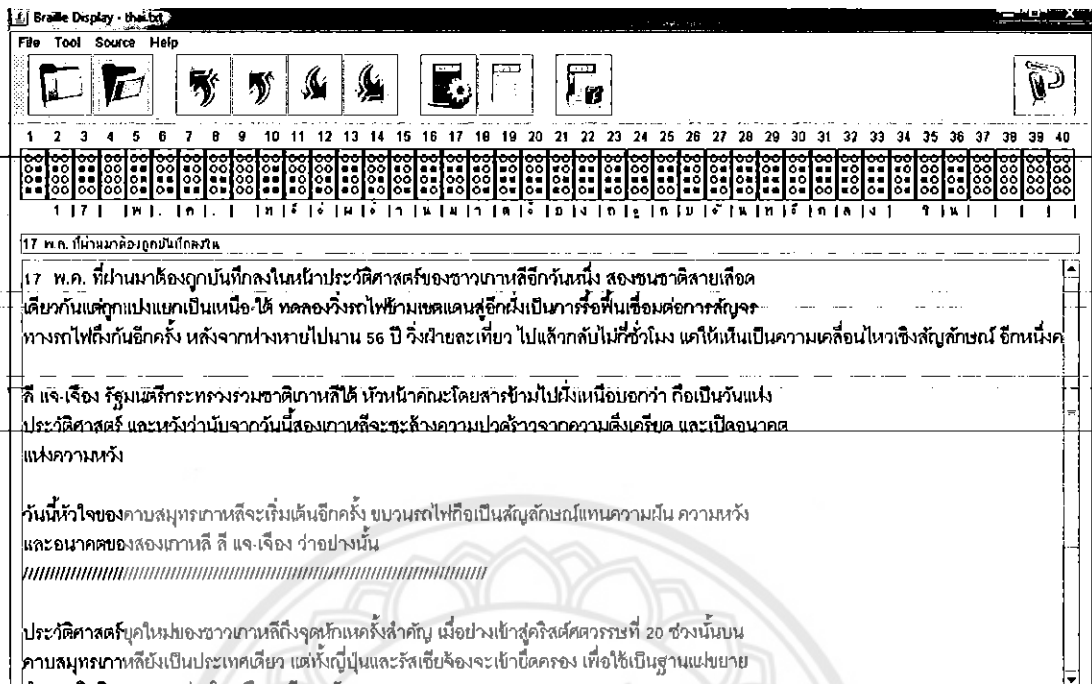 Braille Display - thai.txt
File Tool Source Help
1 2 3 4 5 6 7 8 9 10 11 12 13 14 15 16 17 18 19 20 21 22 23 24 25 26 27 28 29 30 31 32 33 34 35 36 37 38 39 40
17 พ.ค. ที่ผ่านมาต้องถูกบันทึกลงใน
17 พ.ค. ที่ผ่านมาต้องถูกบันทึกลงในหน้าประวัติศาสตร์ของชาวเกาหลีอีกวันหนึ่ง สองชนชาติสายเลือด
เดียวกันแต่ถูกแบ่งแยกเป็นเหนือ-ใต้ ทดลองวิ่งรถไฟข้ามเขตแดนสู่อีกฝั่งเป็นการรื้อฟื้นเชื่อมต่อการสัญจร
ทางรถไฟถึงกันอีกครั้ง หลังจากห่างหายไปนาน 56 ปี วิ่งฝ่ายละเที่ยว ไปแล้วกลับไม่กี่ชั่วโมง แค่ให้เห็นเป็นความเคลื่อนไหวเชิงสัญลักษณ์ อีกหนึ่งค
ลี แจ-เจือง รัฐมนตรีกระทรวงรวมชาติเกาหลีใต้ หัวหน้าคณะโดยสารข้ามไปฝั่งเหนือบอกว่า ถือเป็นวันแห่ง
ประวัติศาสตร์ และหวังว่านับจากวันนี้สองเกาหลีจะชะล้างความปวดร้าวจากความตึงเครียด และเปิดอนาคต
แห่งความหวัง
วันนี้หัวใจของคาบสมุทรเกาหลีจะเริ่มเต้นอีกครั้ง ขบวนรถไฟถือเป็นสัญลักษณ์แทนความฝัน ความหวัง
และอนาคตของสองเกาหลี ลี แจ-เจือง ว่าอย่างนั้น
ประวัติศาสตร์ยุคใหม่ของชาวเกาหลีถึงจุดหักเหครั้งสำคัญ เมื่อย่างเข้าสู่คริสต์ศตวรรษที่ 20 ช่วงนั้นบน
คาบสมุทรเกาหลียังเป็นประเทศเดียว แต่ทั้งญี่ปุ่นและรัสเซียจ้องจะเข้ายึดครอง เพื่อใช้เป็นฐานแผ่ขยาย